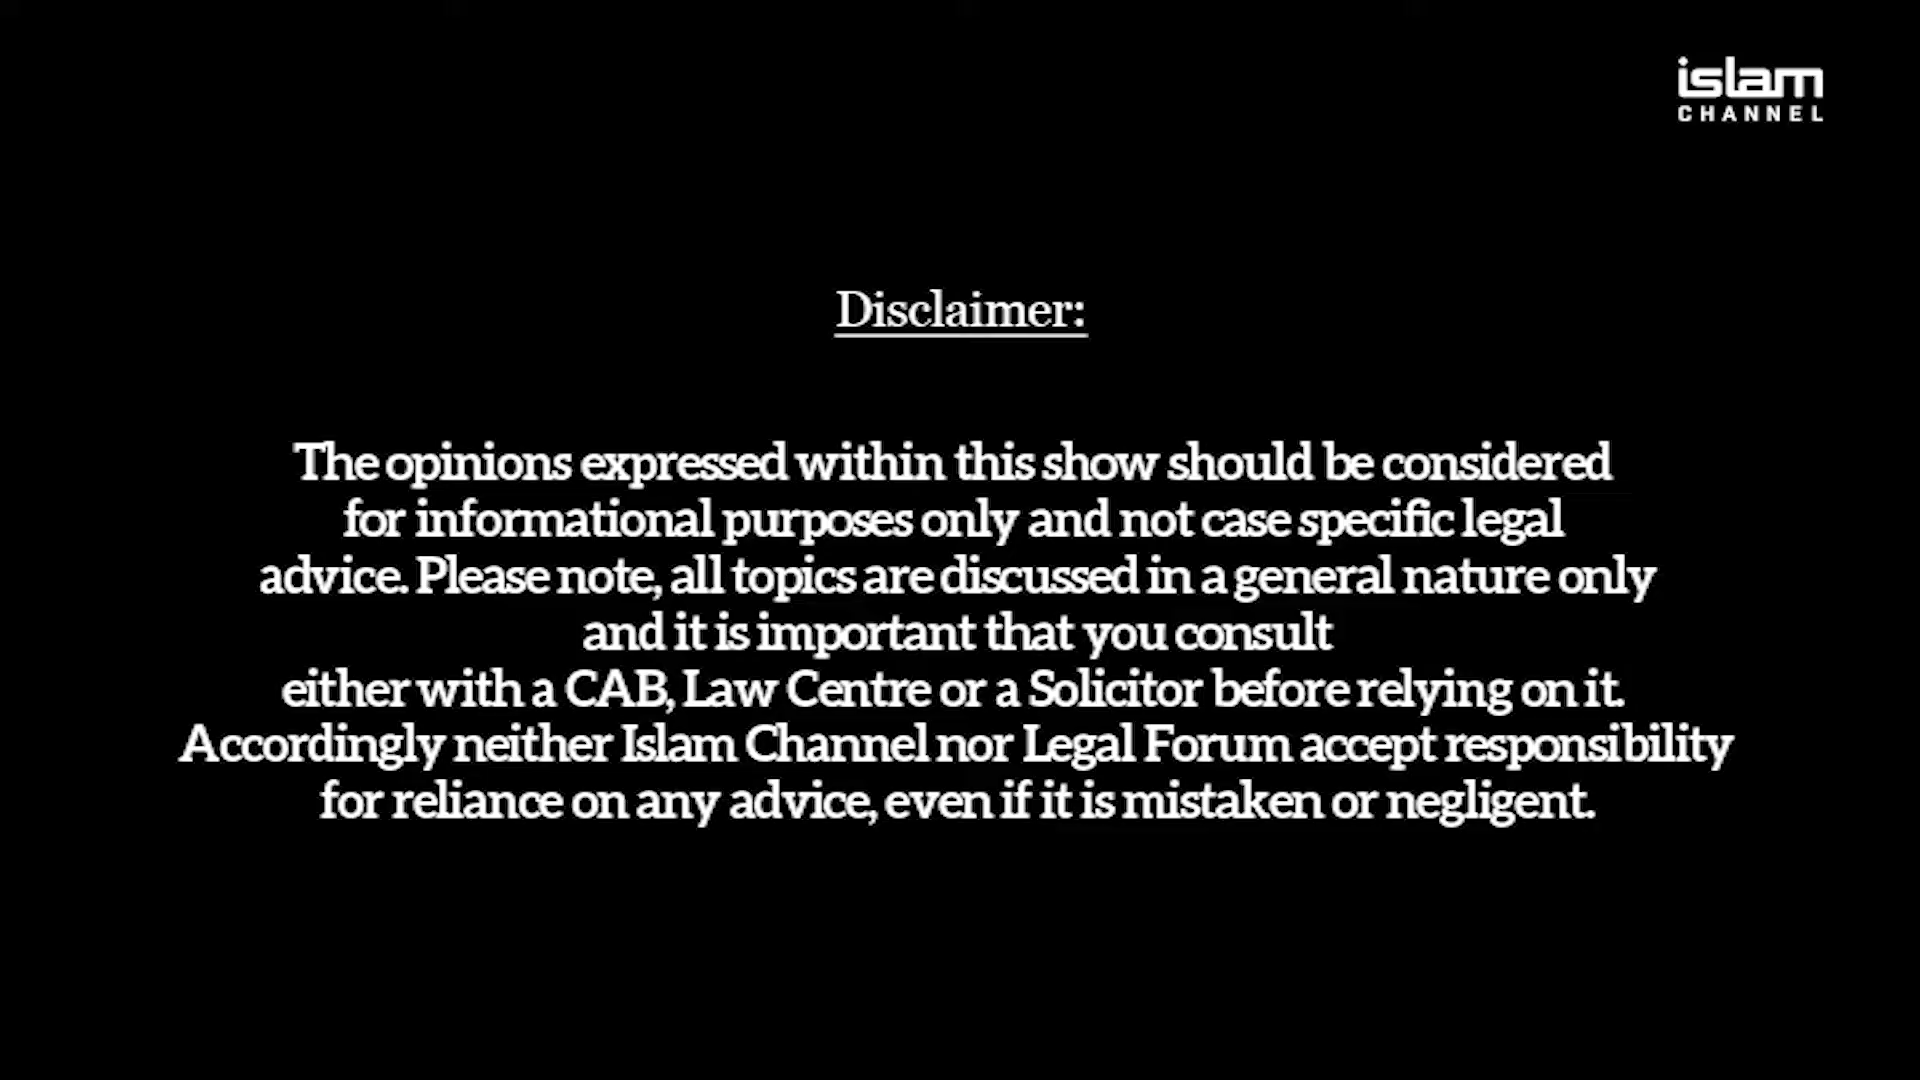 islam
CHANNEL
Disclaimer:
The opinions expressed within this show should be considered
for informational purposes only and not case specific legal
advice. Please note, all topics are discussed in a general nature only
and it is important that you consult
either with a CAB, Law Centre or a Solicitor before relying on it.
Accordingly neither Islam Channel nor Legal Forum accept responsibility
for reliance on any advice, even if it is mistaken or negligent.